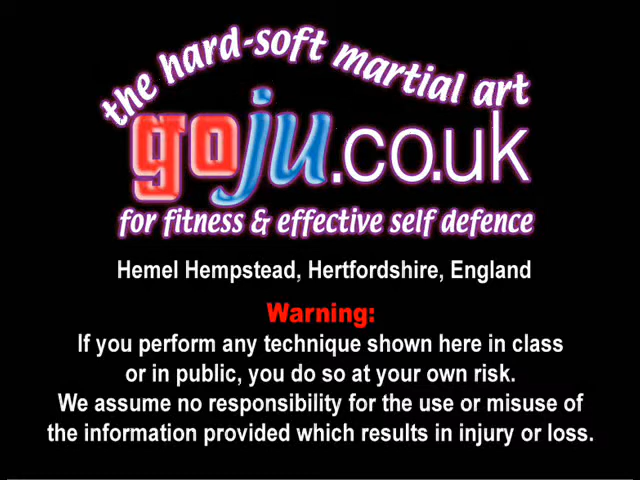 the hard-soft martial art
goju.co.uk
for fitness & effective self defence
Hemel Hempstead, Hertfordshire, England
Warning:
If you perform any technique shown here in class
or in public, you do so at your own risk.
We assume no responsibility for the use or misuse of
the information provided which results in injury or loss.